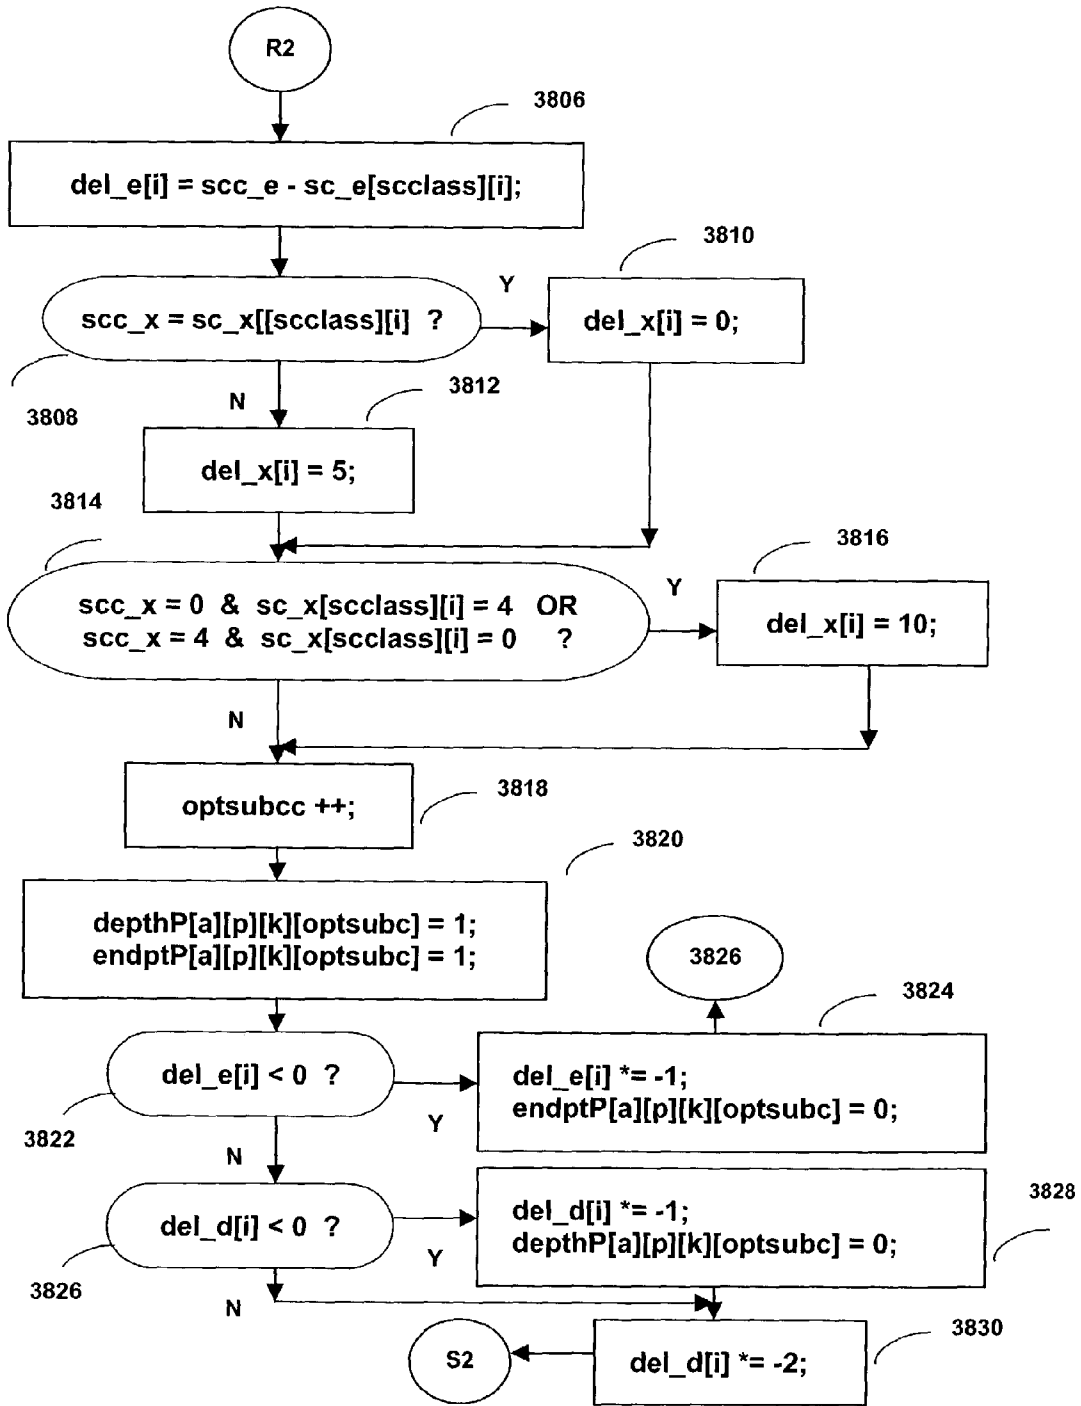 R2
3806
del_e[i] = scc_e - sc_e[scclass][i];
3810
Y
scc_x = sc_x[[scclass][i] ?
del_x[i] = 0;
3808
N
3812
del_x[i] = 5;
3814
3816
scc_x = 0 & sc_x[scclass][i] = 4 OR
scc_x = 4 & sc_x[scclass][i] = 0 ?
Y
del_x[i] = 10;
N
optsubcc ++;
3818
3820
depthP[a][p][k][optsubc] = 1;
endptP[a][p][k][optsubc] = 1;
3826
3824
del_e[i] < 0 ?
del_e[i] *= -1;
endptP[a][p][k][optsubc] = 0;
3822
Y
N
3828
del_d[i] < 0 ?
del_d[i] *= -1;
depthP[a][p][k][optsubc] = 0;
3826
Y
N
3830
S2
del_d[i] *= -2;